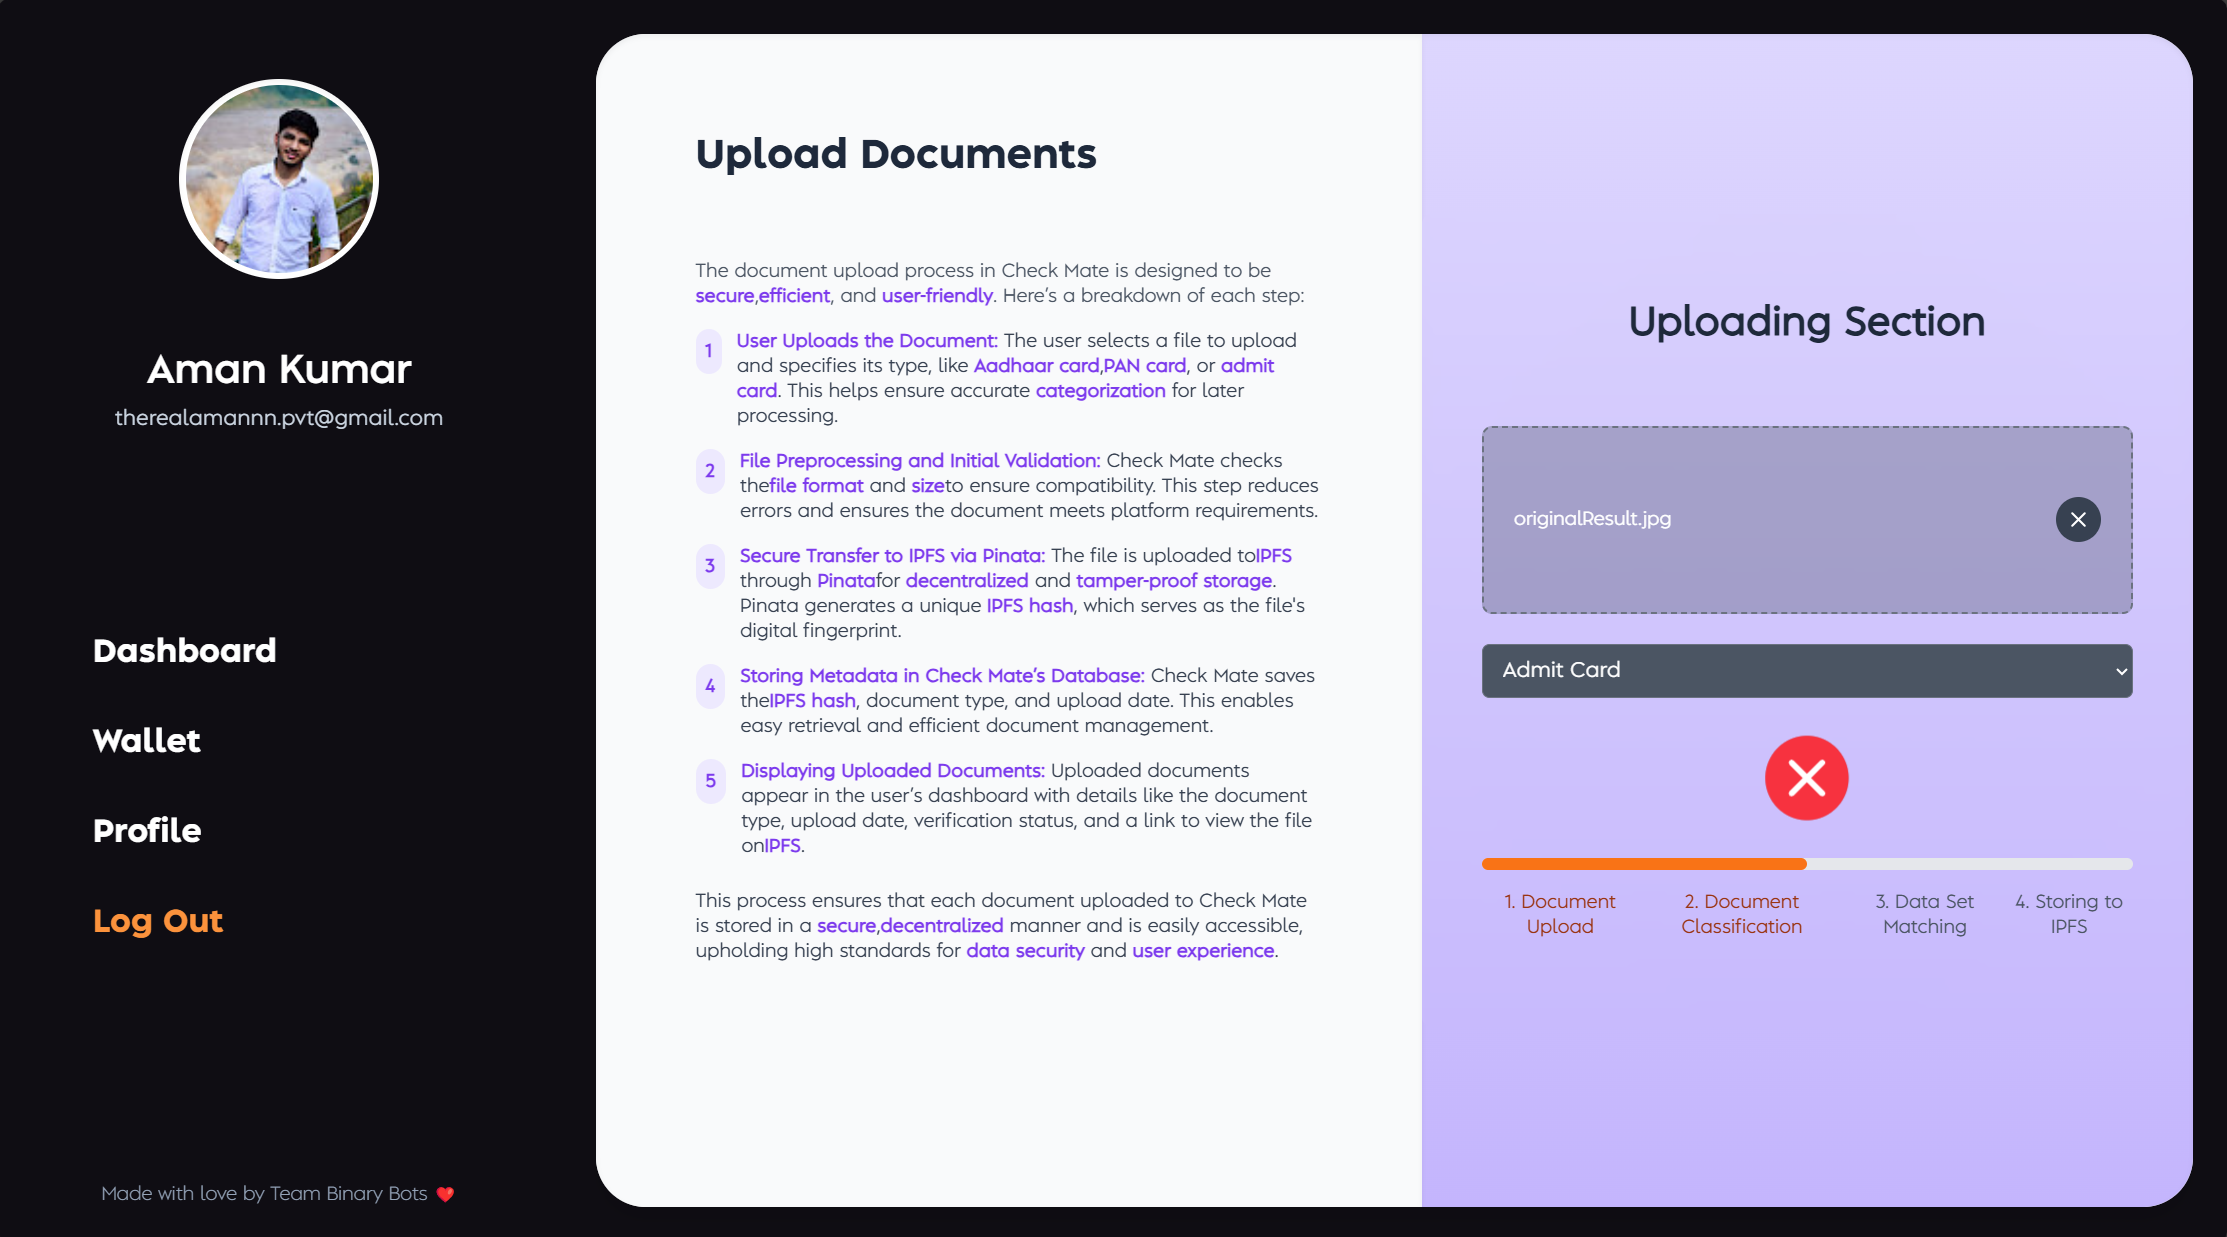 Aman Kumar
therealamannn.pvt@gmail.com
Dashboard
Wallet
Profile
Log Out
Made with love by Team Binary Bots ❤️
Upload Documents
The document upload process in Check Mate is designed to be
secure,efficient, and user-friendly. Here’s a breakdown of each step:
1 User Uploads the Document: The user selects a file to upload
and specifies its type, like Aadhaar card,PAN card, or admit
card. This helps ensure accurate categorization for later
processing.
2 File Preprocessing and Initial Validation: Check Mate checks
thefile format and sizeto ensure compatibility. This step reduces
errors and ensures the document meets platform requirements.
3 Secure Transfer to IPFS via Pinata: The file is uploaded toIPFS
through Pinatafor decentralized and tamper-proof storage.
Pinata generates a unique IPFS hash, which serves as the file's
digital fingerprint.
4 Storing Metadata in Check Mate’s Database: Check Mate saves
theIPFS hash, document type, and upload date. This enables
easy retrieval and efficient document management.
5 Displaying Uploaded Documents: Uploaded documents
appear in the user’s dashboard with details like the document
type, upload date, verification status, and a link to view the file
onIPFS.
This process ensures that each document uploaded to Check Mate
is stored in a secure,decentralized manner and is easily accessible,
upholding high standards for data security and user experience.
Uploading Section
originalResult.jpg
Admit Card
1. Document
Upload
2. Document
Classification
3. Data Set
Matching
4. Storing to
IPFS